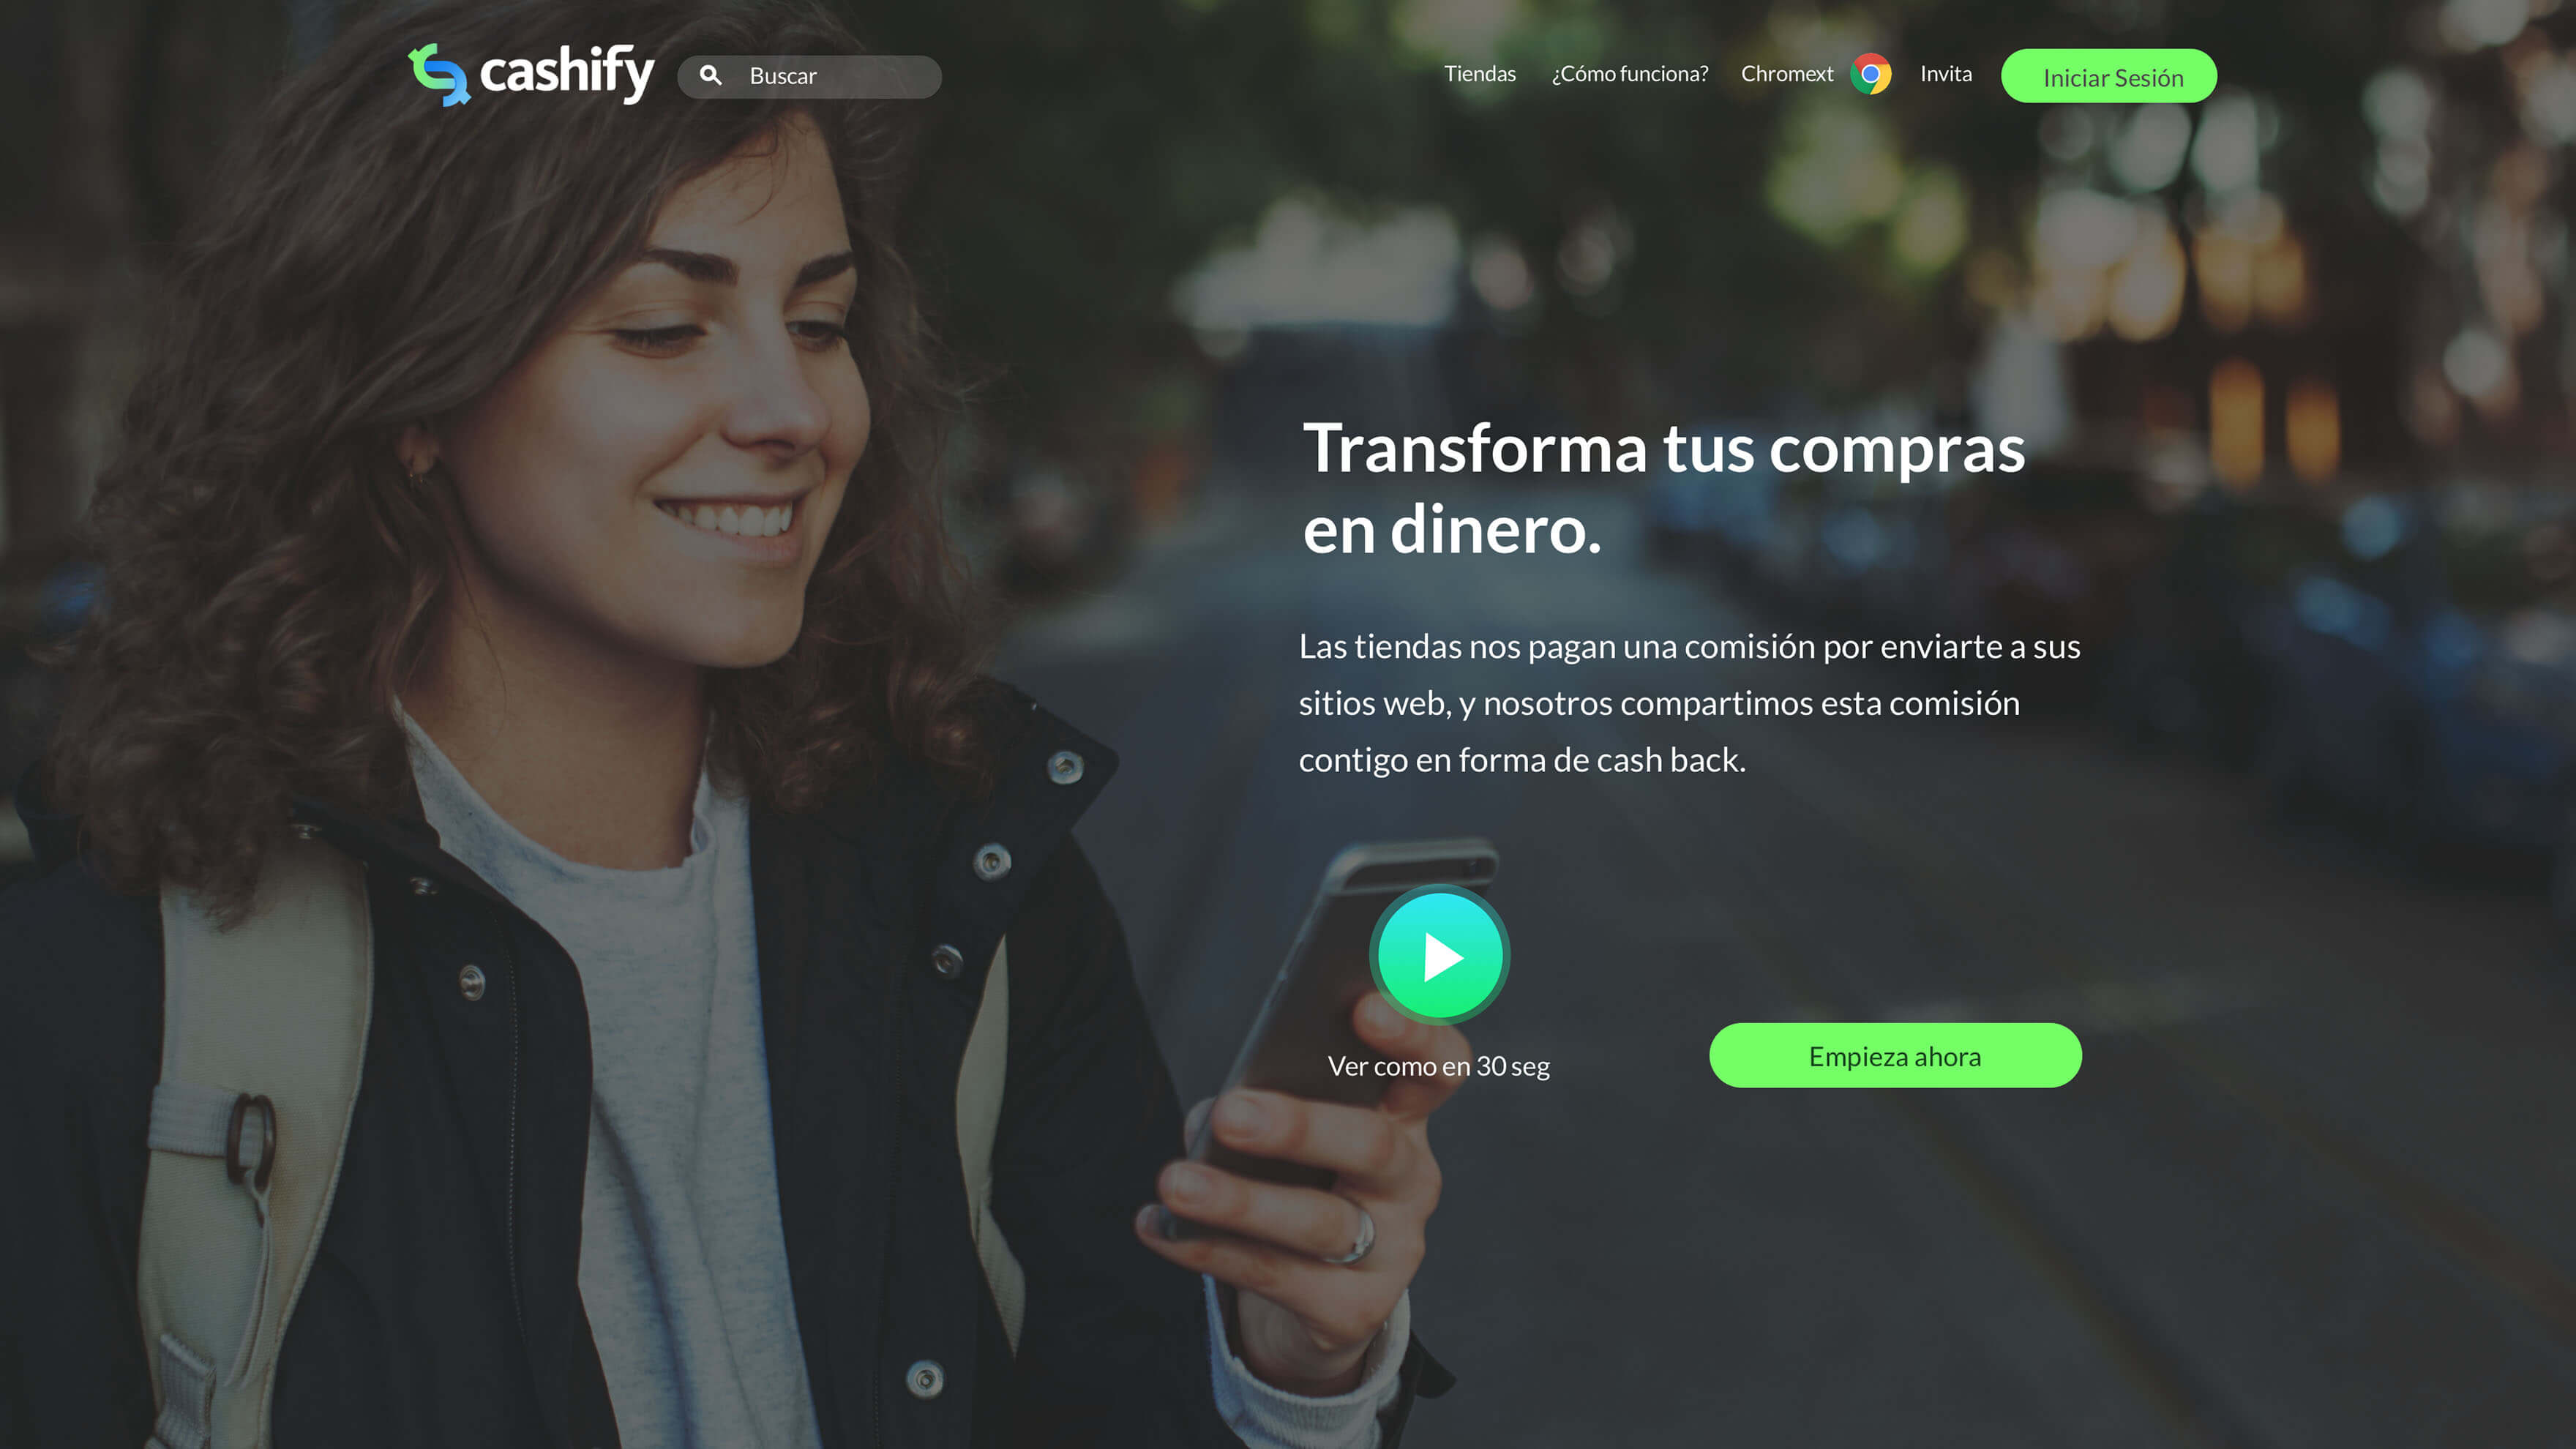 cashify
Buscar
Tiendas
¿Cómo funciona?
Chromext
Invita
Iniciar Sesión
Transforma tus compras
en dinero.
Las tiendas nos pagan una comisión por enviarte a sus
sitios web, y nosotros compartimos esta comisión
contigo en forma de cash back.
Ver como en 30 seg
Empieza ahora